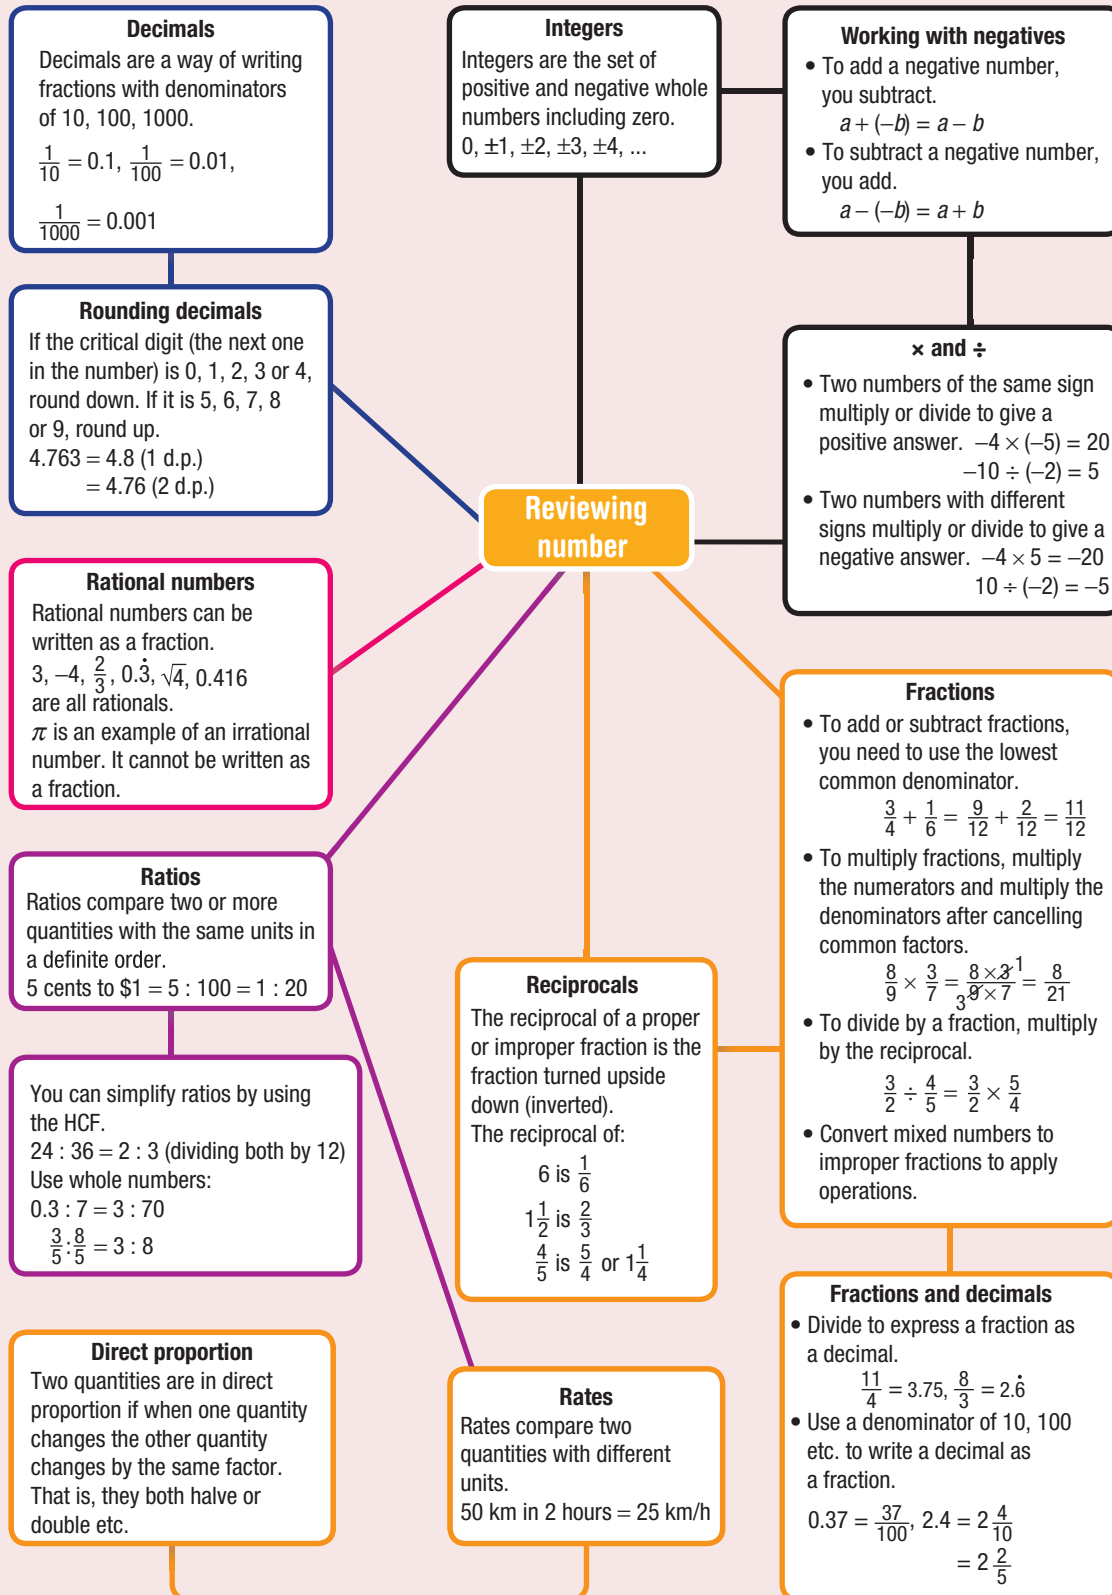 Decimals
Decimals are a way of writing
fractions with denominators
of 10, 100, 1000.
1/10 = 0.1, 1/100 = 0.01,
1/1000 = 0.001
Rounding decimals
If the critical digit (the next one
in the number) is 0, 1, 2, 3 or 4,
round down. If it is 5, 6, 7, 8
or 9, round up.
4.763 = 4.8 (1 d.p.)
= 4.76 (2 d.p.)
Rational numbers
Rational numbers can be
written as a fraction.
3, −4, 2/3, 0.3̇, √4, 0.416
are all rationals.
π is an example of an irrational
number. It cannot be written as
a fraction.
Ratios
Ratios compare two or more
quantities with the same units in
a definite order.
5 cents to $1 = 5 : 100 = 1 : 20
You can simplify ratios by using
the HCF.
24 : 36 = 2 : 3 (dividing both by 12)
Use whole numbers:
0.3 : 7 = 3 : 70
3/5 : 8/5 = 3 : 8
Direct proportion
Two quantities are in direct
proportion if when one quantity
changes the other quantity
changes by the same factor.
That is, they both halve or
double etc.
Integers
Integers are the set of
positive and negative whole
numbers including zero.
0, ±1, ±2, ±3, ±4, ...
Reviewing
number
Reciprocals
The reciprocal of a proper
or improper fraction is the
fraction turned upside
down (inverted).
The reciprocal of:
6 is 1/6
1 1/2 is 2/3
4/5 is 5/4 or 1 1/4
Rates
Rates compare two
quantities with different
units.
50 km in 2 hours = 25 km/h
Working with negatives
• To add a negative number,
you subtract.
a + (−b) = a − b
• To subtract a negative number,
you add.
a − (−b) = a + b
× and ÷
• Two numbers of the same sign
multiply or divide to give a
positive answer. −4 × (−5) = 20
−10 ÷ (−2) = 5
• Two numbers with different
signs multiply or divide to give a
negative answer. −4 × 5 = −20
10 ÷ (−2) = −5
Fractions
• To add or subtract fractions,
you need to use the lowest
common denominator.
3/4 + 1/6 = 9/12 + 2/12 = 11/12
• To multiply fractions, multiply
the numerators and multiply the
denominators after cancelling
common factors.
8/9 × 3/7 = 8 × 3̸ 1/3 9̸ × 7 = 8/21
• To divide by a fraction, multiply
by the reciprocal.
3/2 ÷ 4/5 = 3/2 × 5/4
• Convert mixed numbers to
improper fractions to apply
operations.
Fractions and decimals
• Divide to express a fraction as
a decimal.
11/4 = 3.75, 8/3 = 2.6̇
• Use a denominator of 10, 100
etc. to write a decimal as
a fraction.
0.37 = 37/100, 2.4 = 2 4/10
= 2 2/5